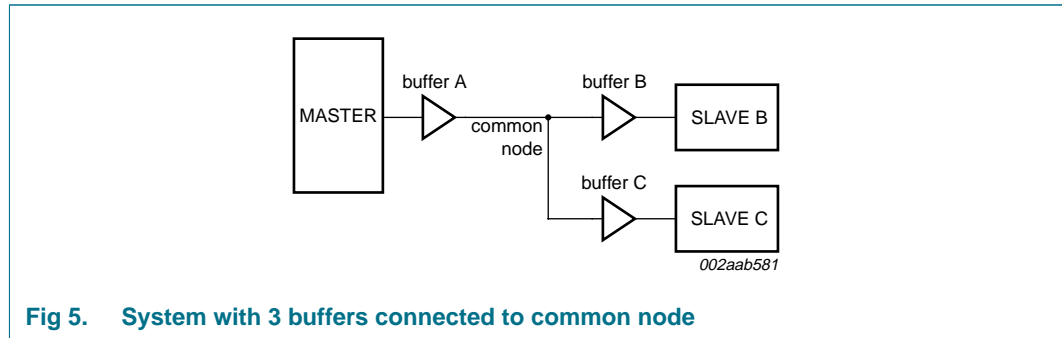 buffer A
buffer B
MASTER
SLAVE B
common
node
buffer C
SLAVE C
002aab581
Fig 5. System with 3 buffers connected to common node